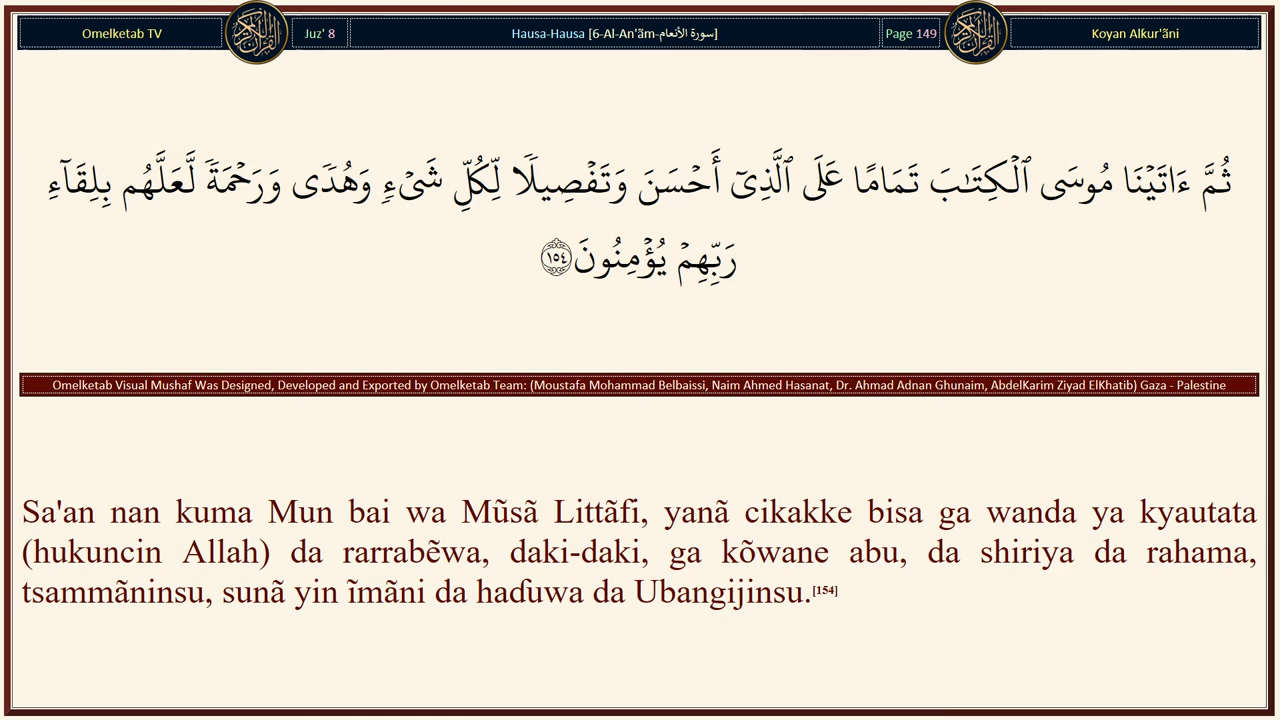 Omelketab TV
Juz' 8
Hausa-Hausa [6-Al-An'ãm-سورة الأنعام]
Page 149
Koyan Alƙur'ãni
ثُمَّ ءَاتَيْنَا مُوسَى ٱلْكِتَـٰبَ تَمَامًا عَلَى ٱلَّذِىٓ أَحْسَنَ وَتَفْصِيلًا لِّكُلِّ شَىْءٍ وَهُدًى وَرَحْمَةً لَّعَلَّهُم بِلِقَآءِ
رَبِّهِمْ يُؤْمِنُونَ ١٥٤
Omelketab Visual Mushaf Was Designed, Developed and Exported by Omelketab Team: (Moustafa Mohammad Belbaissi, Naim Ahmed Hasanat, Dr. Ahmad Adnan Ghunaim, AbdelKarim Ziyad ElKhatib) Gaza - Palestine
Sa'an nan kuma Mun bai wa Mũsã Littãfi, yanã cikakke bisa ga wanda ya kyautata
(hukuncin Allah) da rarrabẽwa, daki-daki, ga kõwane abu, da shiriya da rahama,
tsammãninsu, sunã yin ĩmãni da haɗuwa da Ubangijinsu.[154]